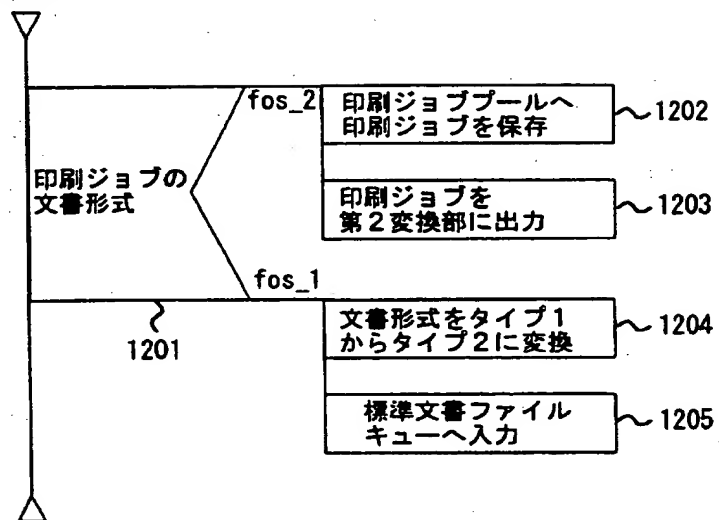 fos_2
印刷ジョブプールへ
印刷ジョブを保存
1202
印刷ジョブの
文書形式
印刷ジョブを
第2変換部に出力
1203
fos_1
1201
文書形式をタイプ1
からタイプ2に変換
1204
標準文書ファイル
キューへ入力
1205